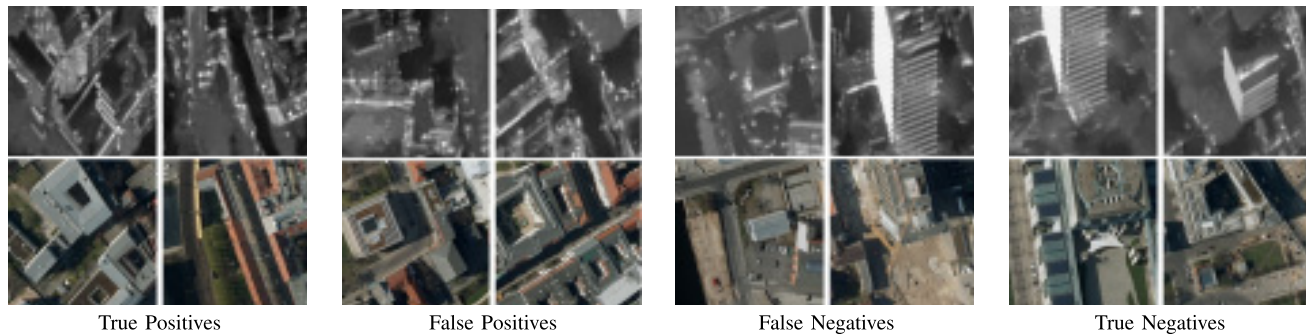 True Positives
False Positives
False Negatives
True Negatives